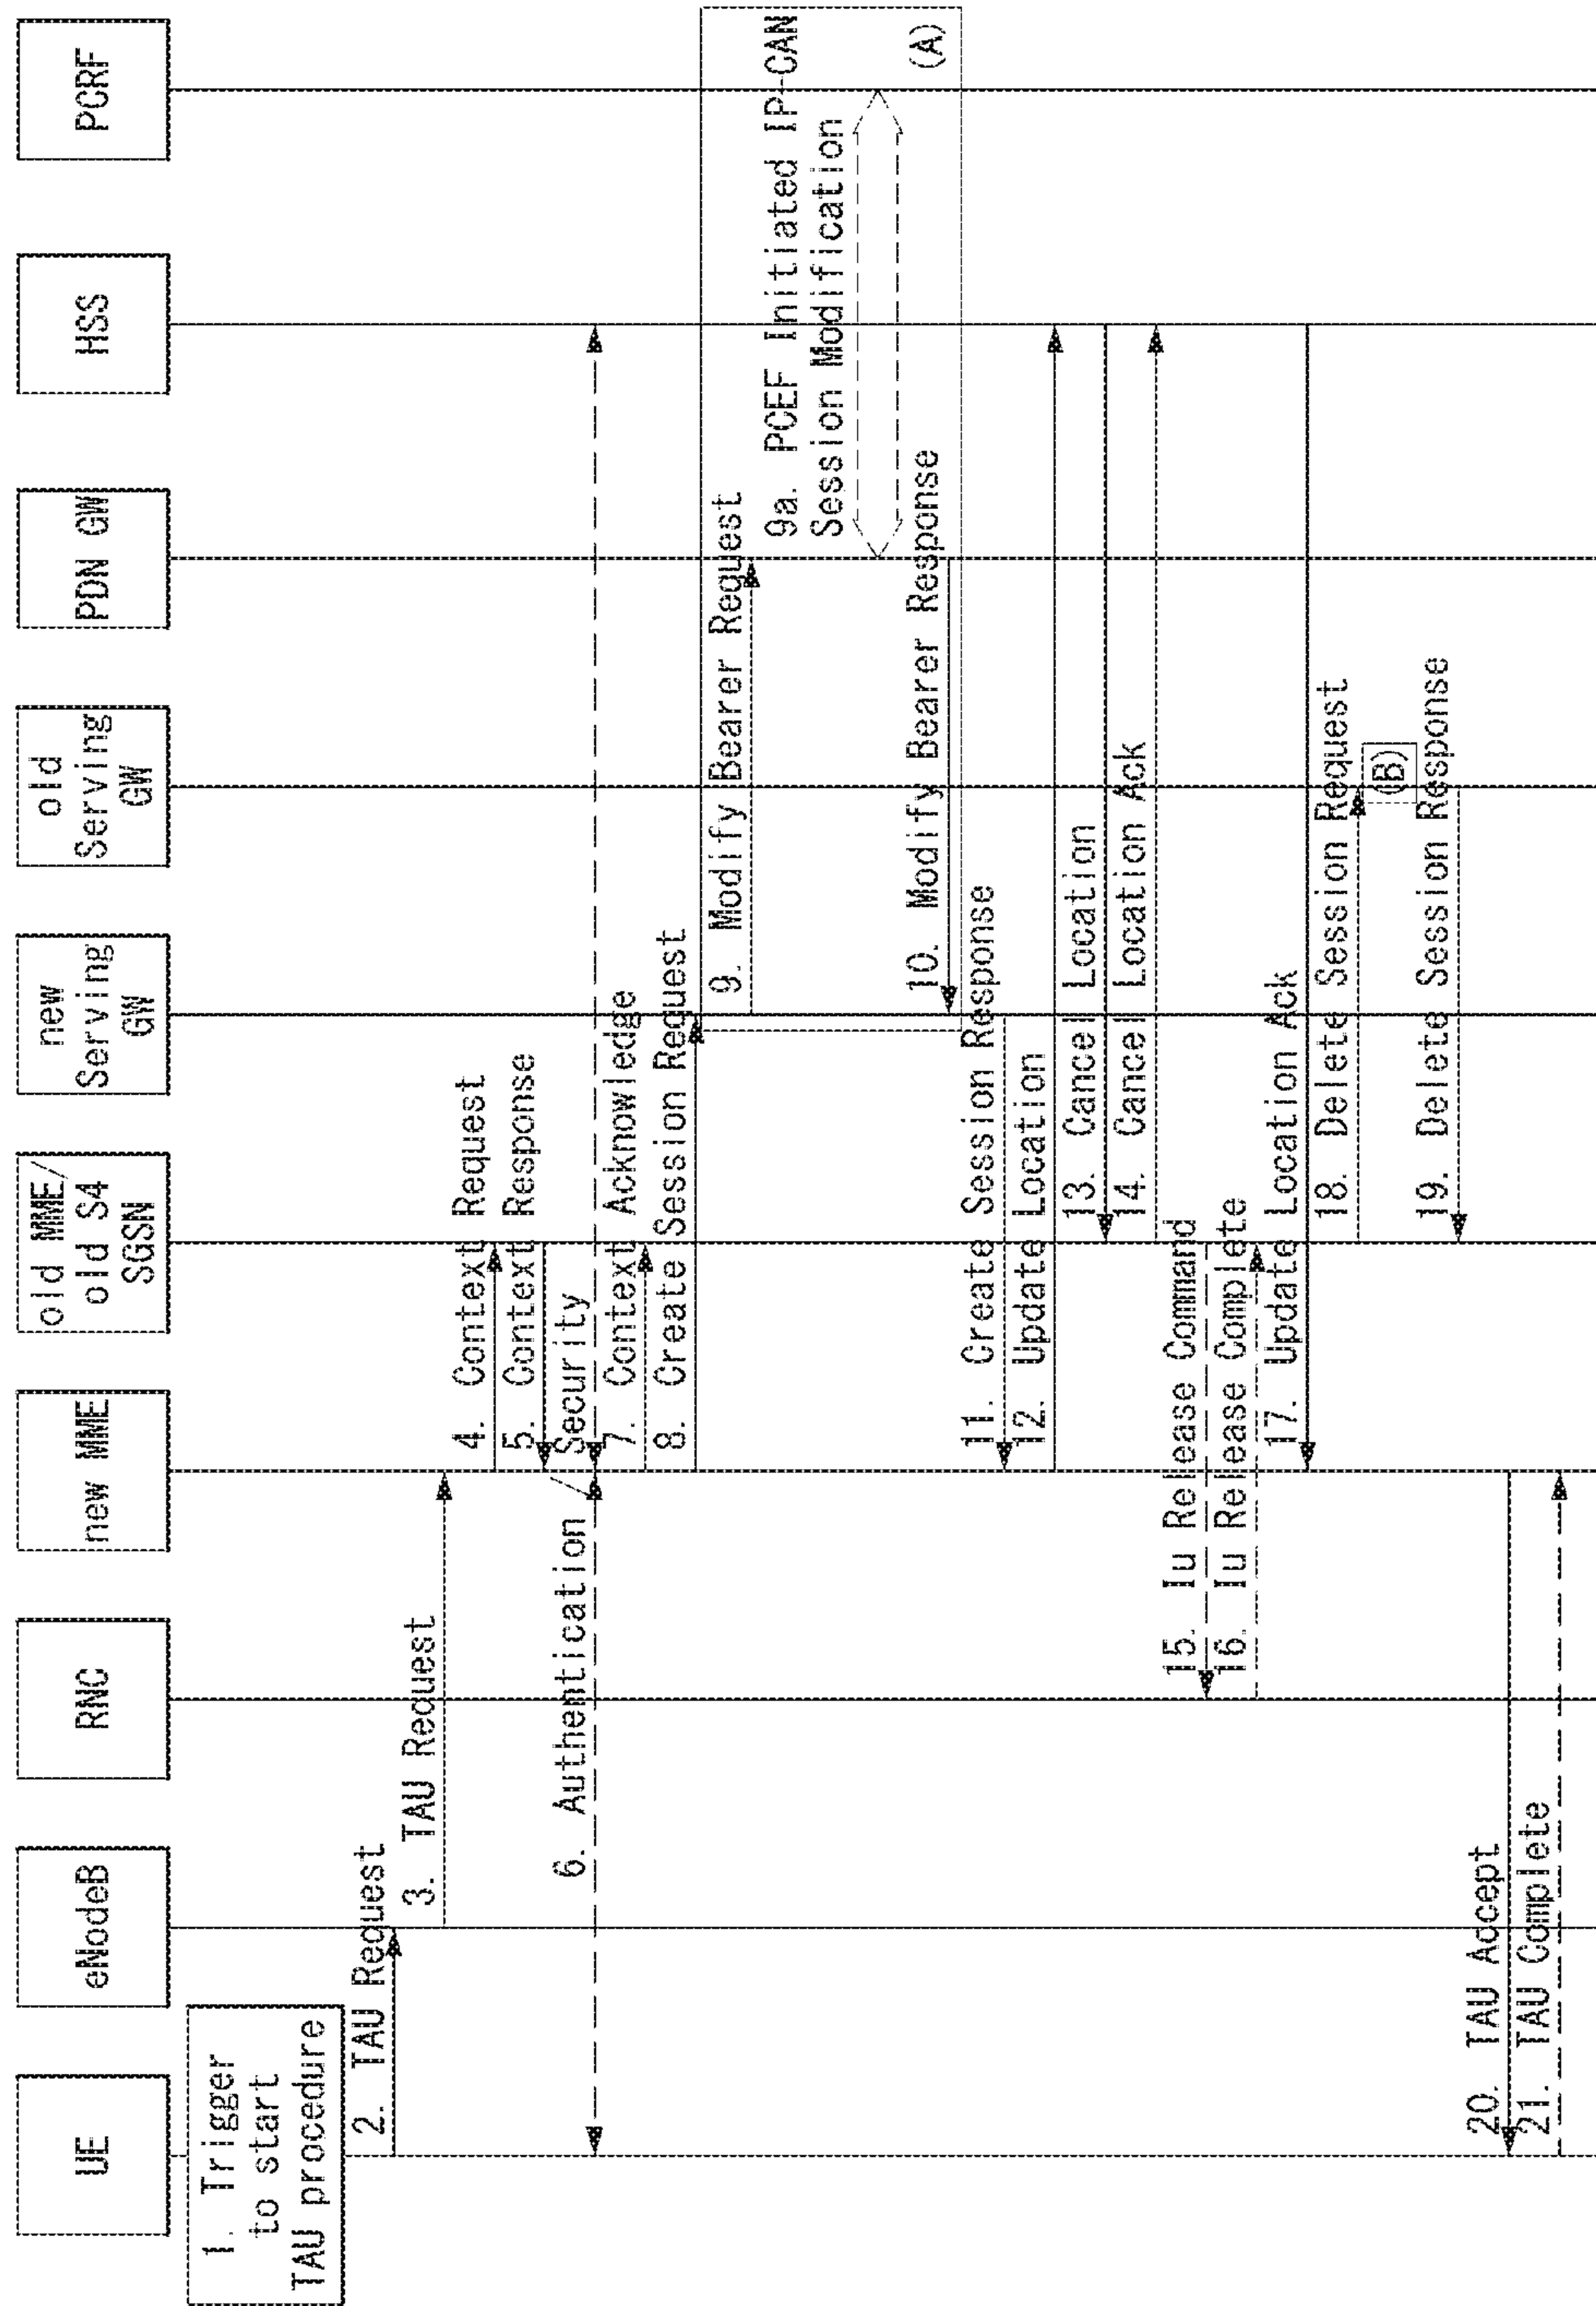 UE
eNodeB
RNC
new MME
old MME/
old S4
SGSN
new
Serving
GW
old
Serving
GW
PDN GW
HSS
PCRF
1. Trigger
to start
TAU procedure
2. TAU Request
3. TAU Request
4. Context Request
5. Context Response
6. Authentication / Security
7. Context Acknowledge
8. Create Session Request
9. Modify Bearer Request
9a. PCEF Initiated IP-CAN
Session Modification
(A)
10. Modify Bearer Response
11. Create Session Response
12. Update Location
13. Cancel Location
14. Cancel Location Ack
15. Iu Release Command
16. Iu Release Complete
17. Update Location Ack
18. Delete Session Request
(B)
19. Delete Session Response
20. TAU Accept
21. TAU Complete